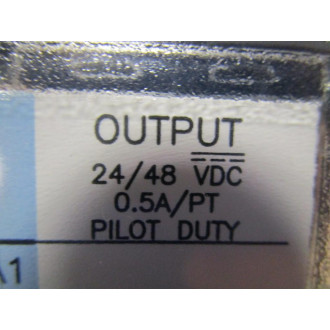 OUTPUT
24/48 VDC
0.5A/PT
PILOT DUTY
A1